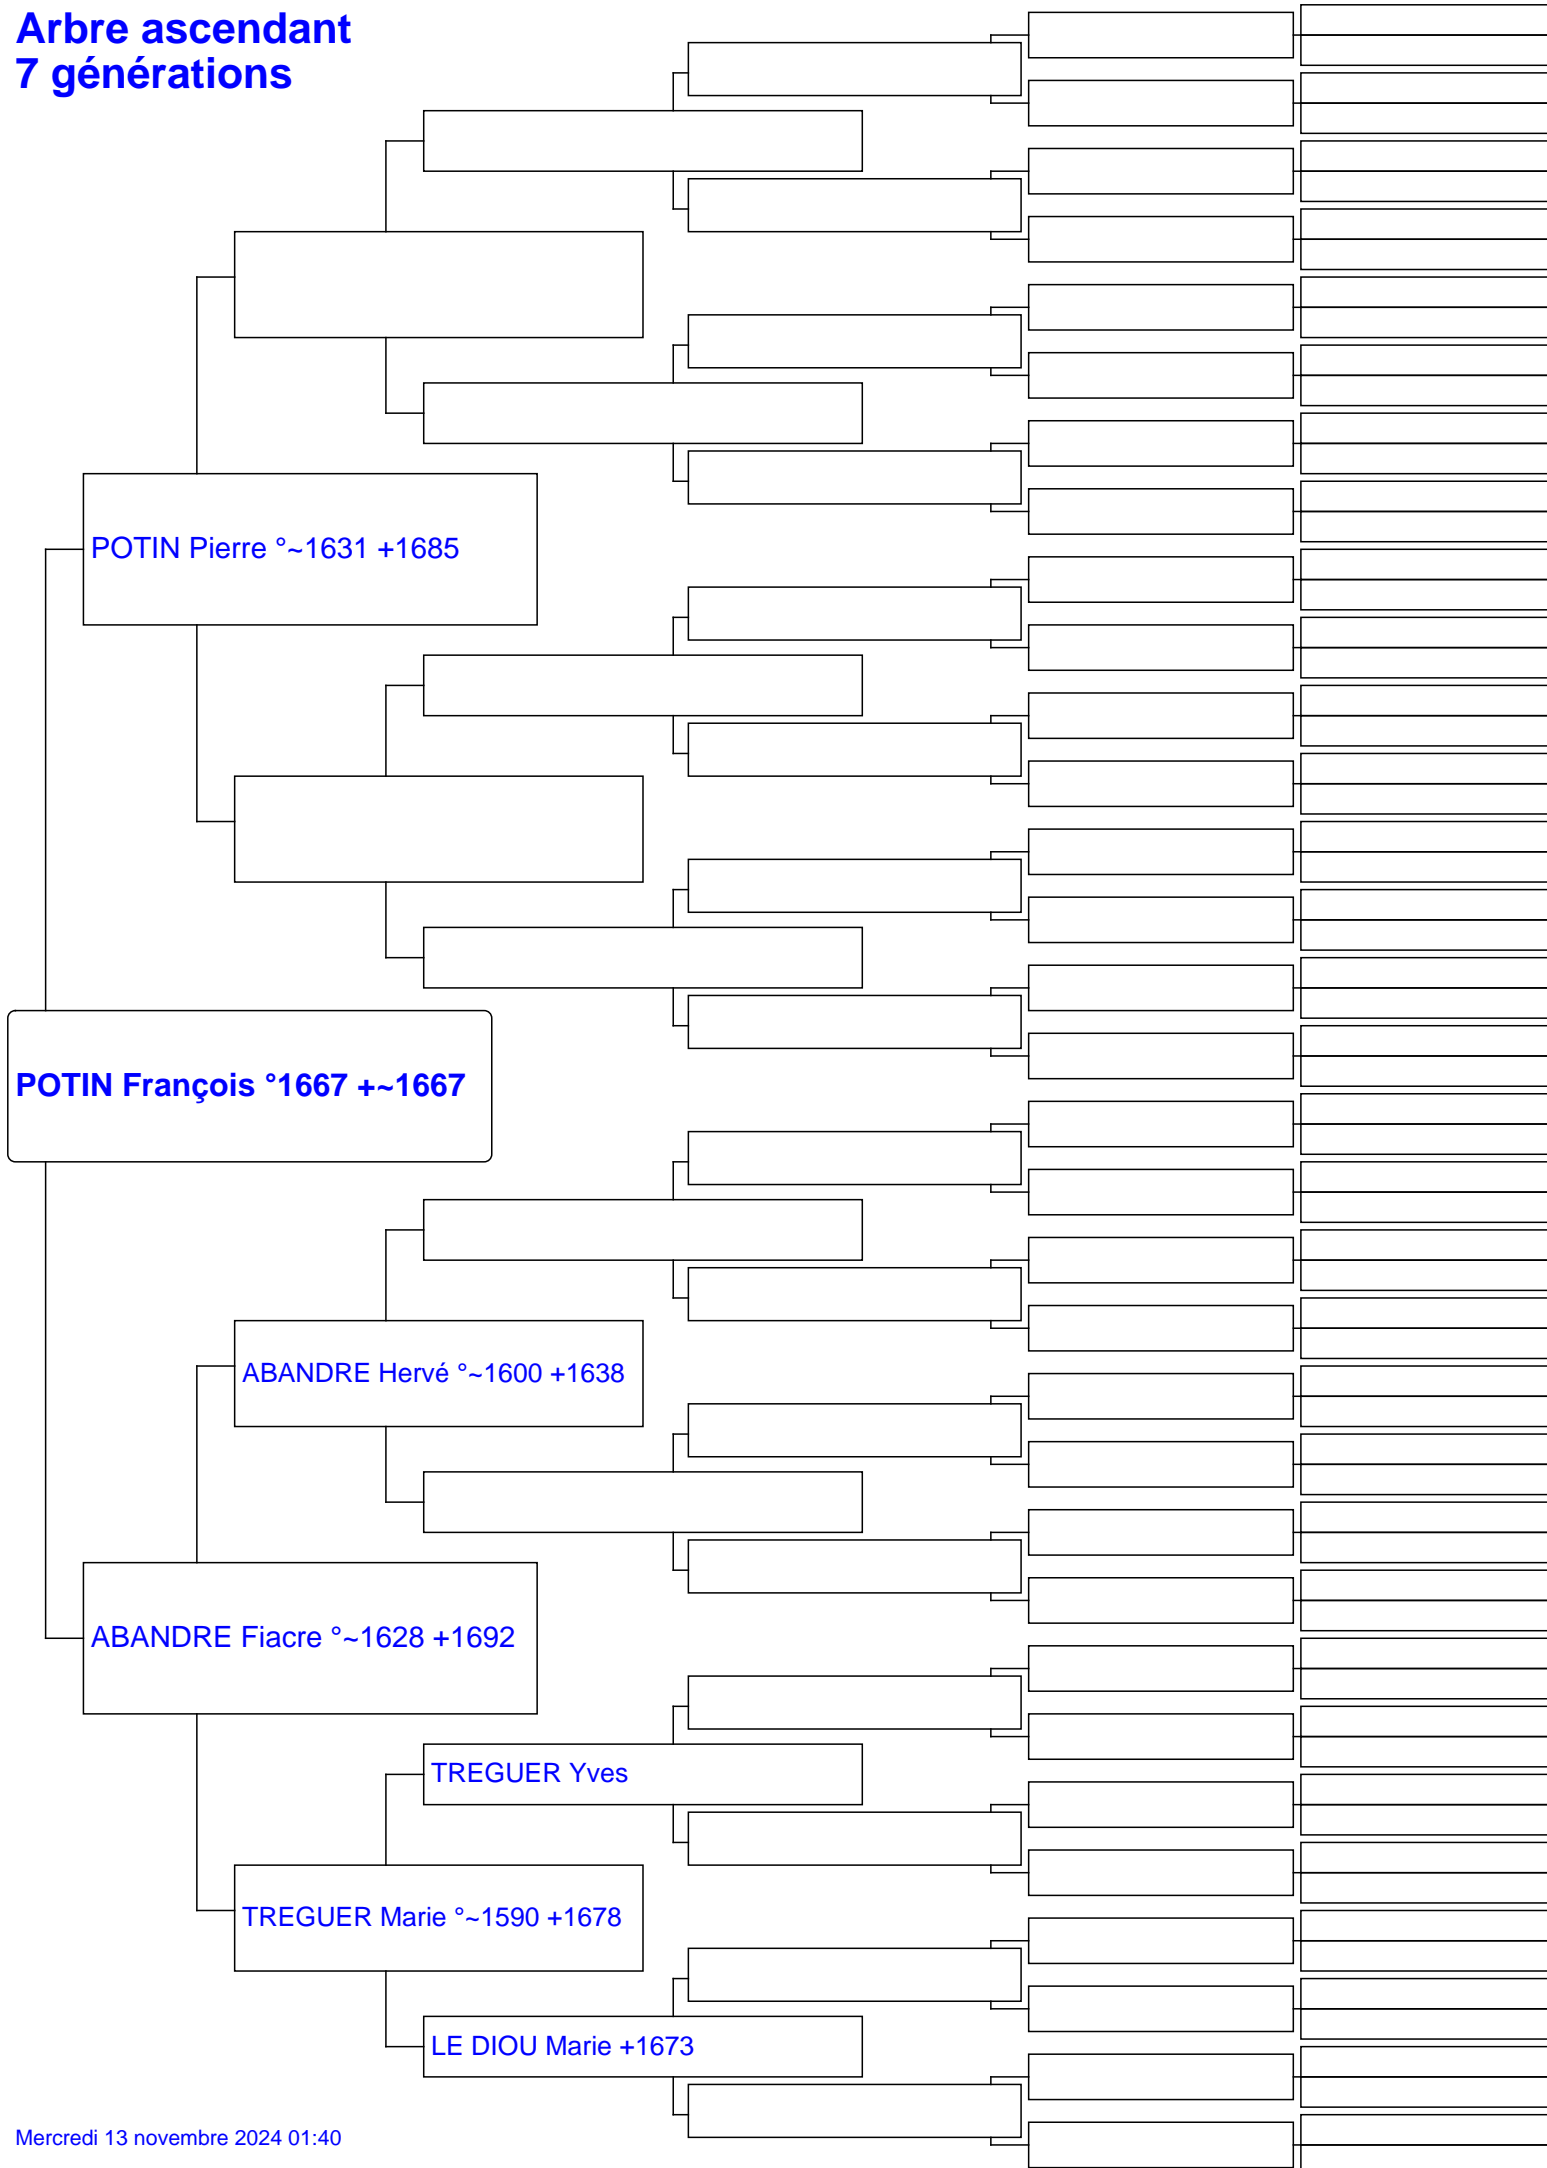 Arbre ascendant
7 générations
POTIN Pierre °~1631 +1685
POTIN François °1667 +~1667
ABANDRE Hervé °~1600 +1638
ABANDRE Fiacre °~1628 +1692
TREGUER Yves
TREGUER Marie °~1590 +1678
LE DIOU Marie +1673
Mercredi 13 novembre 2024 01:40